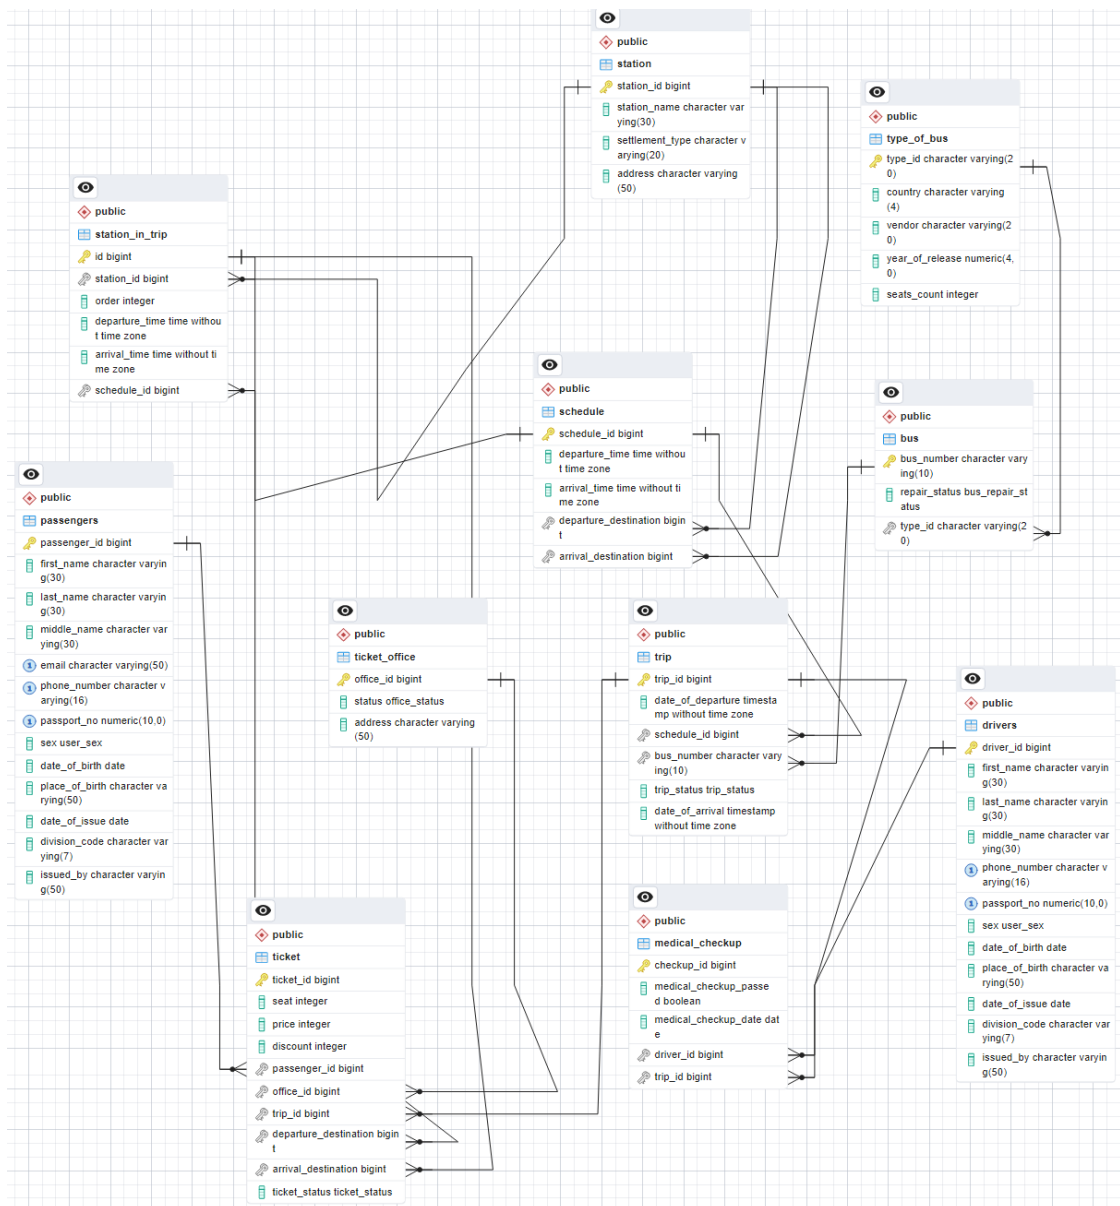 public
station
station_id bigint
station_name character var
ying(30)
settlement_type character v
arying(20)
address character varying
(50)
public
type_of_bus
type_id character varying(2
0)
country character varying
(4)
vendor character varying(2
0)
year_of_release numeric(4,
0)
seats_count integer
public
station_in_trip
id bigint
station_id bigint
order integer
departure_time time withou
t time zone
arrival_time time without ti
me zone
schedule_id bigint
public
schedule
schedule_id bigint
departure_time time withou
t time zone
arrival_time time without ti
me zone
departure_destination bigin
t
arrival_destination bigint
public
bus
bus_number character vary
ing(10)
repair_status bus_repair_st
atus
type_id character varying(2
0)
public
passengers
passenger_id bigint
first_name character varyin
g(30)
last_name character varyin
g(30)
middle_name character var
ying(30)
1 email character varying(50)
1 phone_number character v
arying(16)
1 passport_no numeric(10,0)
sex user_sex
date_of_birth date
place_of_birth character va
rying(50)
date_of_issue date
division_code character var
ying(7)
issued_by character varyin
g(50)
public
ticket_office
office_id bigint
status office_status
address character varying
(50)
public
trip
trip_id bigint
date_of_departure timesta
mp without time zone
schedule_id bigint
bus_number character vary
ing(10)
trip_status trip_status
date_of_arrival timestamp
without time zone
public
drivers
driver_id bigint
first_name character varyin
g(30)
last_name character varyin
g(30)
middle_name character var
ying(30)
1 phone_number character v
arying(16)
1 passport_no numeric(10,0)
sex user_sex
date_of_birth date
place_of_birth character va
rying(50)
date_of_issue date
division_code character var
ying(7)
issued_by character varyin
g(50)
public
ticket
ticket_id bigint
seat integer
price integer
discount integer
passenger_id bigint
office_id bigint
trip_id bigint
departure_destination bigin
t
arrival_destination bigint
ticket_status ticket_status
public
medical_checkup
checkup_id bigint
medical_checkup_passe
d boolean
medical_checkup_date dat
e
driver_id bigint
trip_id bigint